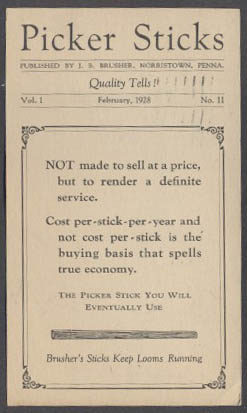 Picker Sticks
PUBLISHED BY J. S. BRUSHER, NORRISTOWN, PENNA.
Quality Tells!!
Vol. 1 February, 1928 No. 11
NOT made to sell at a price,
but to render a definite
service.
Cost per-stick-per-year and
not cost per-stick is the
buying basis that spells
true economy.
THE PICKER STICK YOU WILL
EVENTUALLY USE
Brusher's Sticks Keep Looms Running